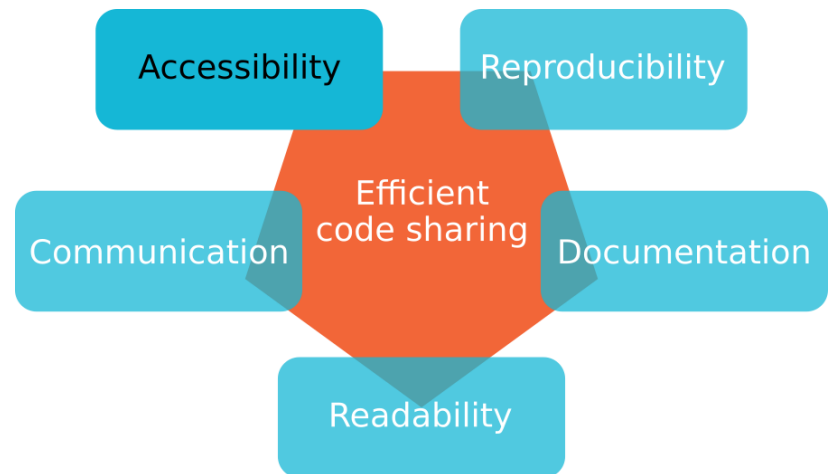 Accessibility
Reproducibility
Efficient
code sharing
Communication
Documentation
Readability